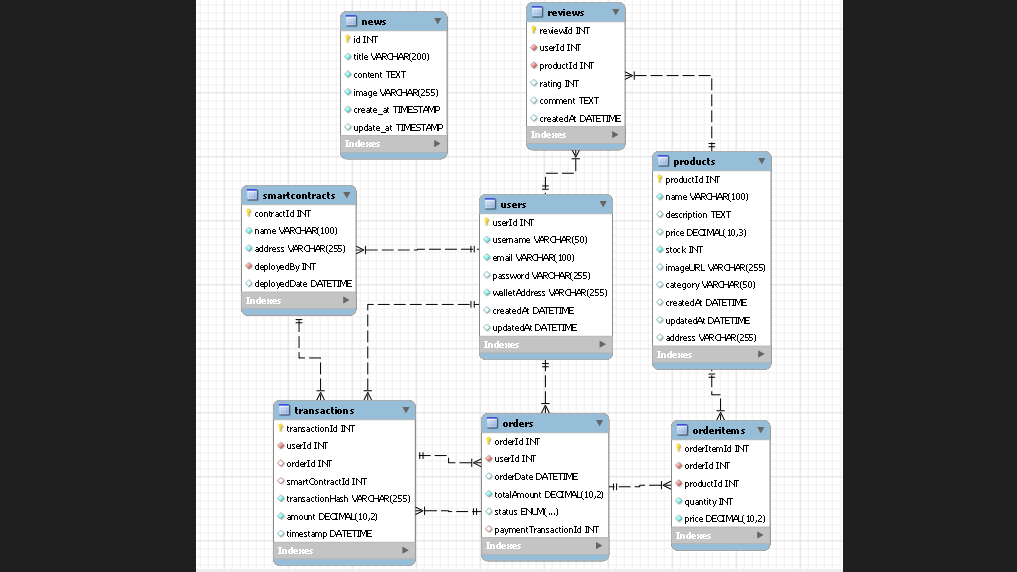 news
id INT
title VARCHAR(200)
content TEXT
image VARCHAR(255)
create_at TIMESTAMP
update_at TIMESTAMP
Indexes
reviews
reviewId INT
userId INT
productId INT
rating INT
comment TEXT
createdAt DATETIME
Indexes
products
productId INT
name VARCHAR(100)
description TEXT
price DECIMAL(10,3)
stock INT
imageURL VARCHAR(255)
category VARCHAR(50)
createdAt DATETIME
updatedAt DATETIME
address VARCHAR(255)
Indexes
smartcontracts
contractId INT
name VARCHAR(100)
address VARCHAR(255)
deployedBy INT
deployedDate DATETIME
Indexes
users
userId INT
username VARCHAR(50)
email VARCHAR(100)
password VARCHAR(255)
walletAddress VARCHAR(255)
createdAt DATETIME
updatedAt DATETIME
Indexes
transactions
transactionId INT
userId INT
orderId INT
smartContractId INT
transactionHash VARCHAR(255)
amount DECIMAL(10,2)
timestamp DATETIME
Indexes
orders
orderId INT
userId INT
orderDate DATETIME
totalAmount DECIMAL(10,2)
status ENUM(...)
paymentTransactionId INT
Indexes
orderitems
orderItemId INT
orderId INT
productId INT
quantity INT
price DECIMAL(10,2)
Indexes